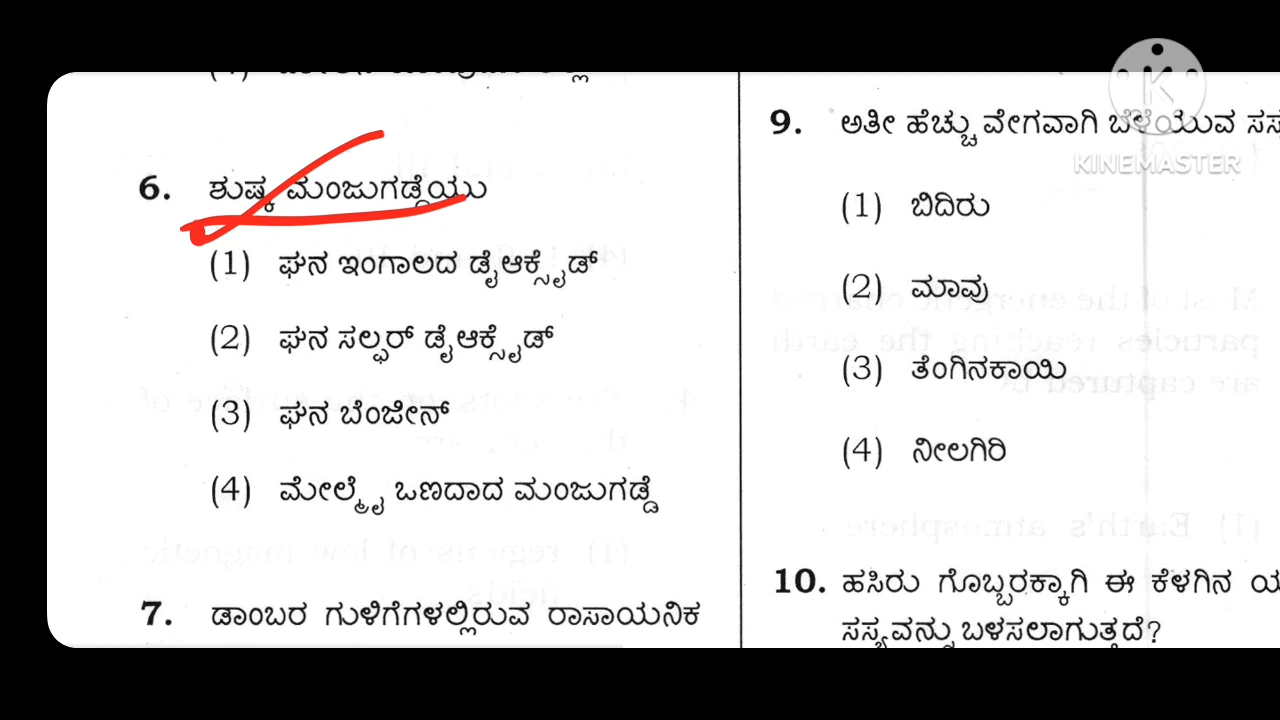 6. ಶುಷ್ಕ ಮಂಜುಗಡ್ಡೆಯು
(1) ಘನ ಇಂಗಾಲದ ಡೈಆಕ್ಸೈಡ್
(2) ಘನ ಸಲ್ಫರ್ ಡೈಆಕ್ಸೈಡ್
(3) ಘನ ಬೆಂಜೀನ್
(4) ಮೇಲ್ಮೈ ಒಣದಾದ ಮಂಜುಗಡ್ಡೆ
7. ಡಾಂಬರ ಗುಳಿಗೆಗಳಲ್ಲಿರುವ ರಾಸಾಯನಿಕ
9. ಅತೀ ಹೆಚ್ಚು ವೇಗವಾಗಿ ಬೆಳೆಯುವ
(1) ಬಿದಿರು
(2) ಮಾವು
(3) ತೆಂಗಿನಕಾಯಿ
(4) ನೀಲಗಿರಿ
10. ಹಸಿರು ಗೊಬ್ಬರಕ್ಕಾಗಿ ಈ ಕೆಳಗಿನ
ಸಸ್ಯವನ್ನು ಬಳಸಲಾಗುತ್ತದೆ?
KINEMASTER